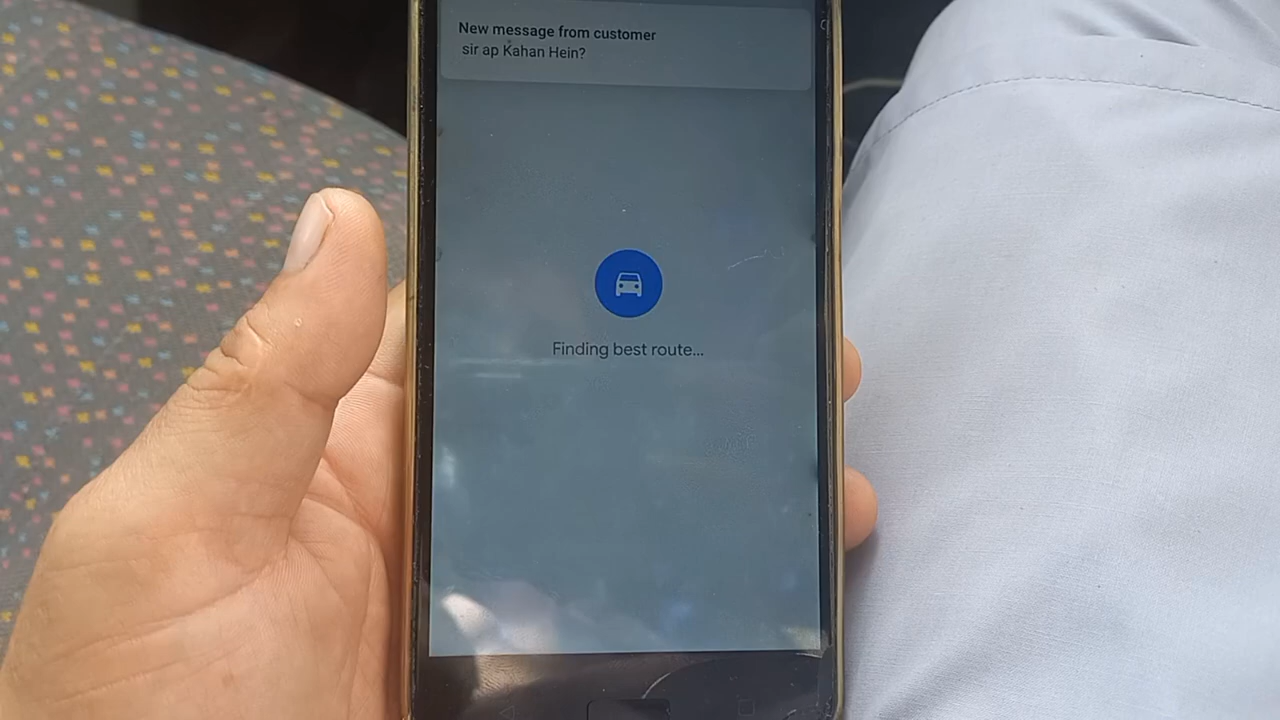 New message from customer
sir ap Kahan Hein?
Finding best route...